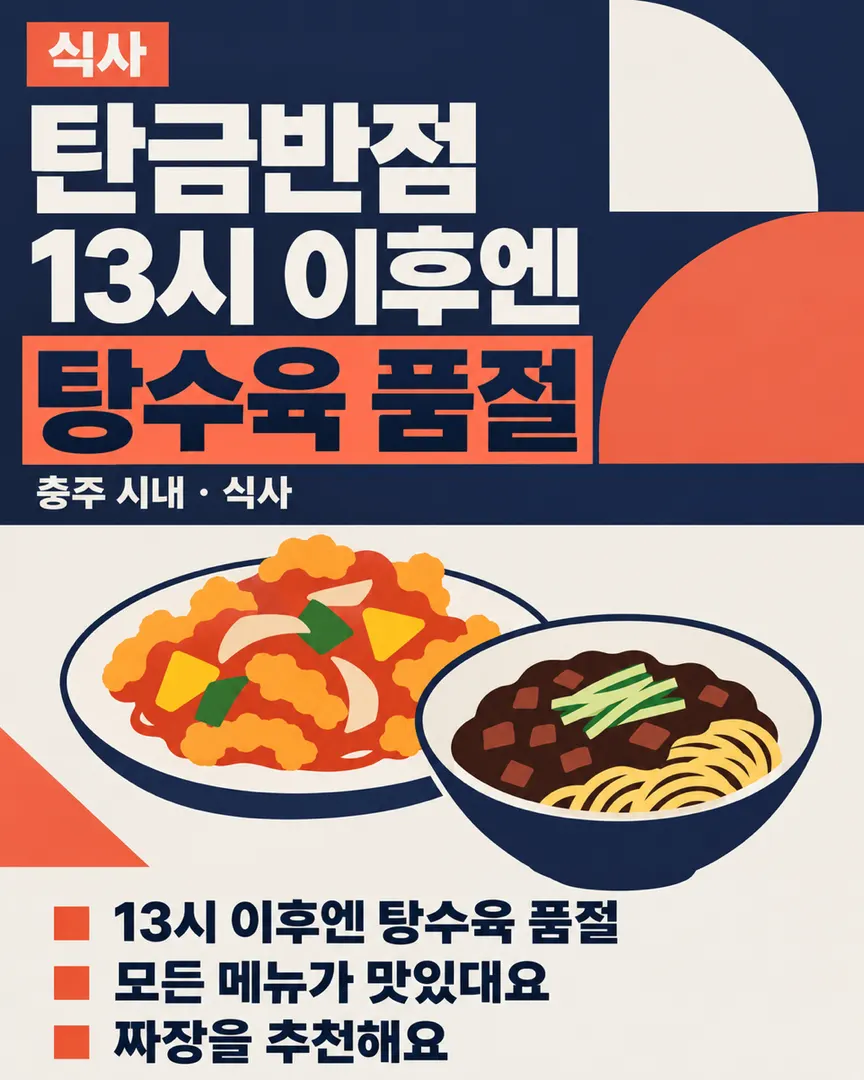 식사
탄금반점
13시 이후엔
탕수육 품절
충주 시내 · 식사
13시 이후엔 탕수육 품절
모든 메뉴가 맛있대요
짜장을 추천해요